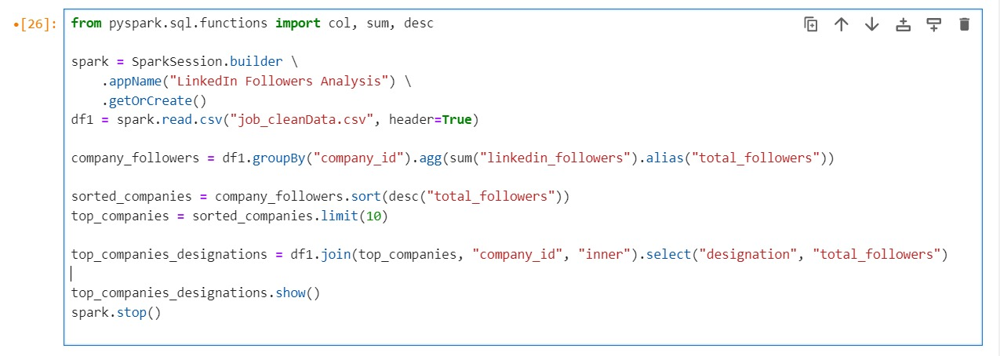 [26]: from pyspark.sql.functions import col, sum, desc
spark = SparkSession.builder \
    .appName("LinkedIn Followers Analysis") \
    .getOrCreate()
df1 = spark.read.csv("job_cleanData.csv", header=True)
company_followers = df1.groupBy("company_id").agg(sum("linkedin_followers").alias("total_followers"))
sorted_companies = company_followers.sort(desc("total_followers"))
top_companies = sorted_companies.limit(10)
top_companies_designations = df1.join(top_companies, "company_id", "inner").select("designation", "total_followers")
top_companies_designations.show()
spark.stop()